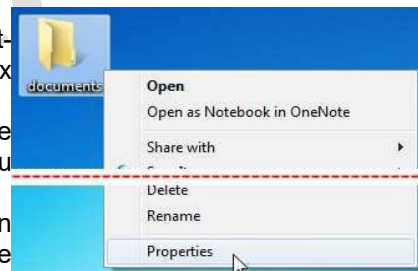 t-
x
documents
Open
Open as Notebook in OneNote
Share with
e
u
Delete
Rename
n
Properties
e